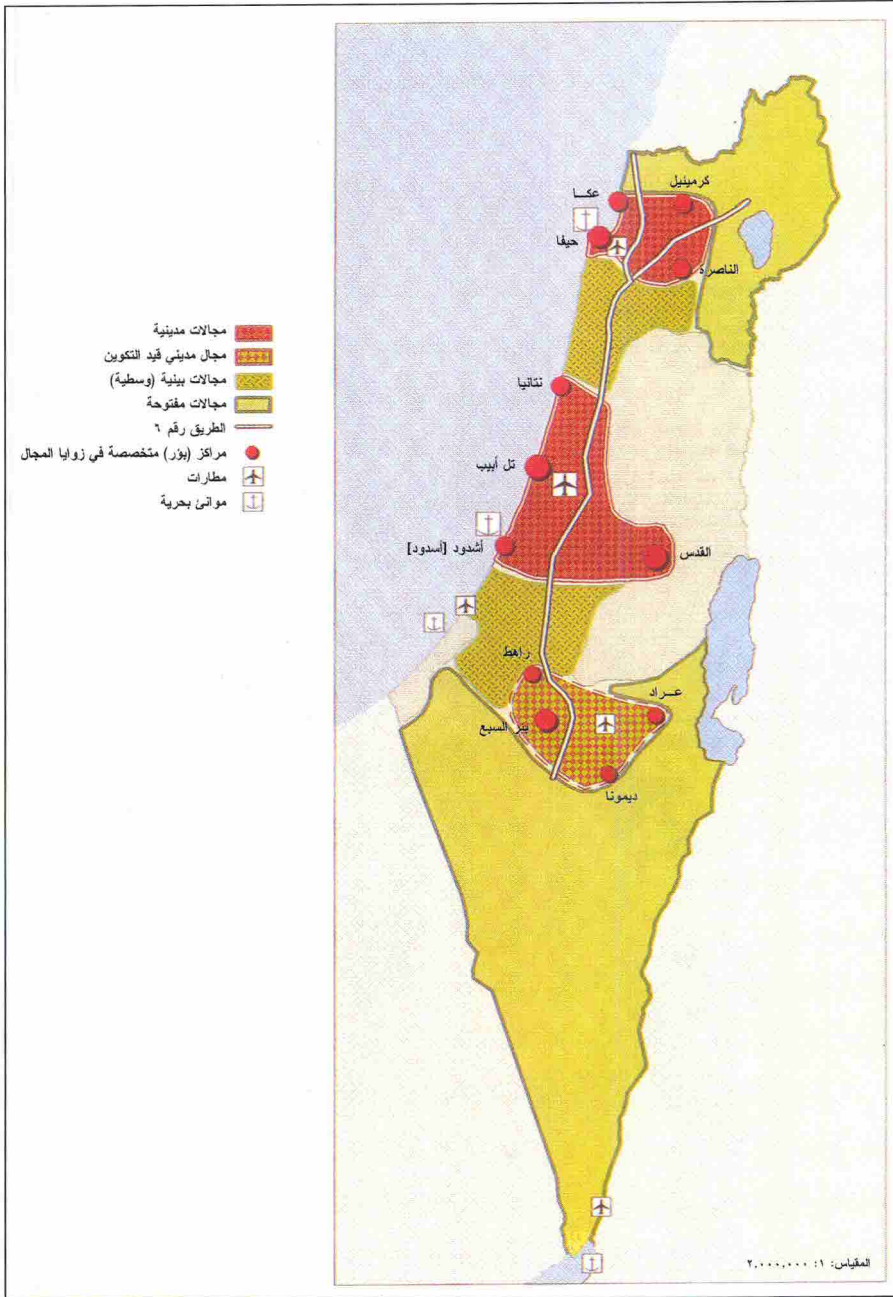 كرميئيل
عكـــا
حيفا
الناصرة
مجالات مدينية
مجال مديني قيد التكوين
مجالات بينية (وسطية)
مجالات مفتوحة
الطريق رقم ٦
مراكز (بؤر) متخصصة في زوايا المجال
مطارات
موانئ بحرية
نتانيا
تل أبيب
أشدود [أسدود]
القدس
راهط
عـــراد
بئر السبع
ديمونا
المقياس: ١: ٢,٠٠٠,٠٠٠